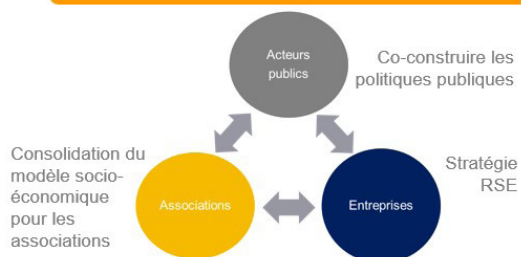 Acteurs
publics
Co-construire les
politiques publiques
Consolidation du
modèle socio-
économique
pour les
associations
Associations
Entreprises
Stratégie
RSE